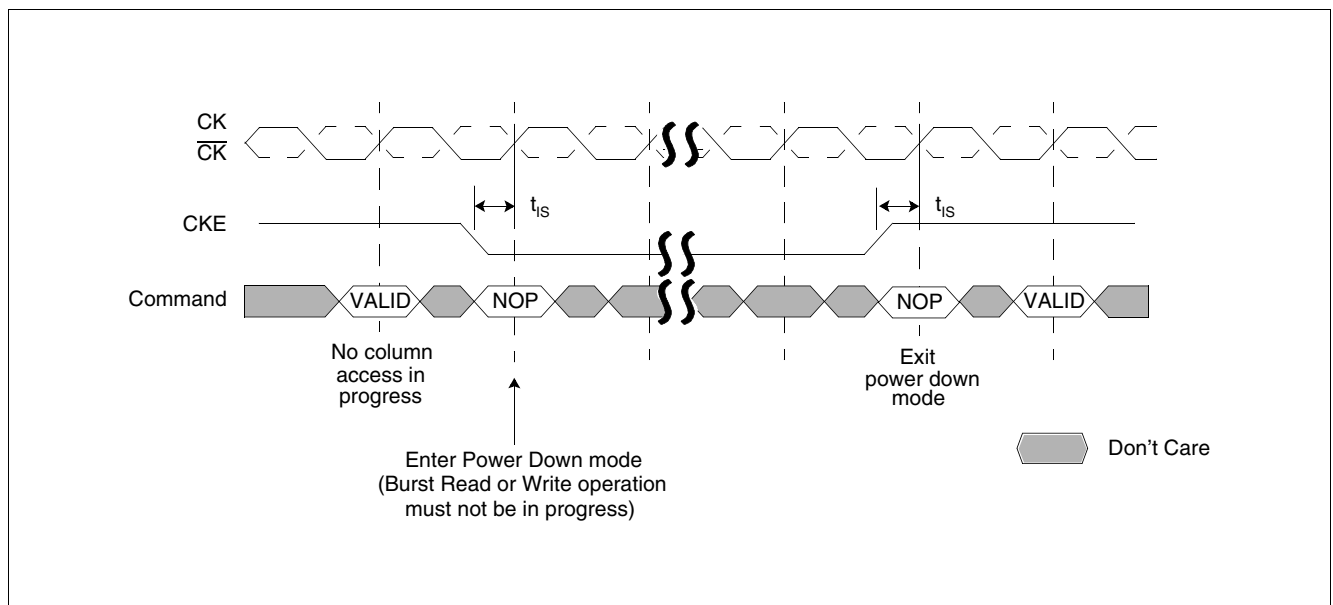 CK
C̅K̅
CKE
tIS
tIS
Command
VALID
NOP
NOP
VALID
No column
access in
progress
Exit
power down
mode
Enter Power Down mode
(Burst Read or Write operation
must not be in progress)
Don't Care